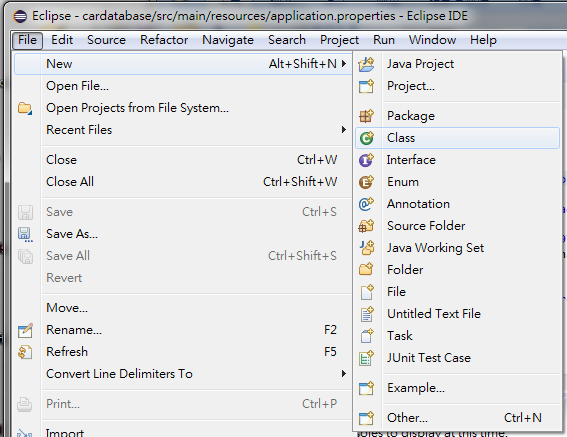 Eclipse - cardatabase/src/main/resources/application.properties - Eclipse IDE
File Edit Source Refactor Navigate Search Project Run Window Help
New Alt+Shift+N
Open File...
Open Projects from File System...
Recent Files
Close Ctrl+W
Close All Ctrl+Shift+W
Save Ctrl+S
Save As...
Save All Ctrl+Shift+S
Revert
Move...
Rename... F2
Refresh F5
Convert Line Delimiters To
Print... Ctrl+P
Import
Java Project
Project...
Package
Class
Interface
Enum
Annotation
Source Folder
Java Working Set
Folder
File
Untitled Text File
Task
JUnit Test Case
Example...
Other... Ctrl+N
to display at this time.